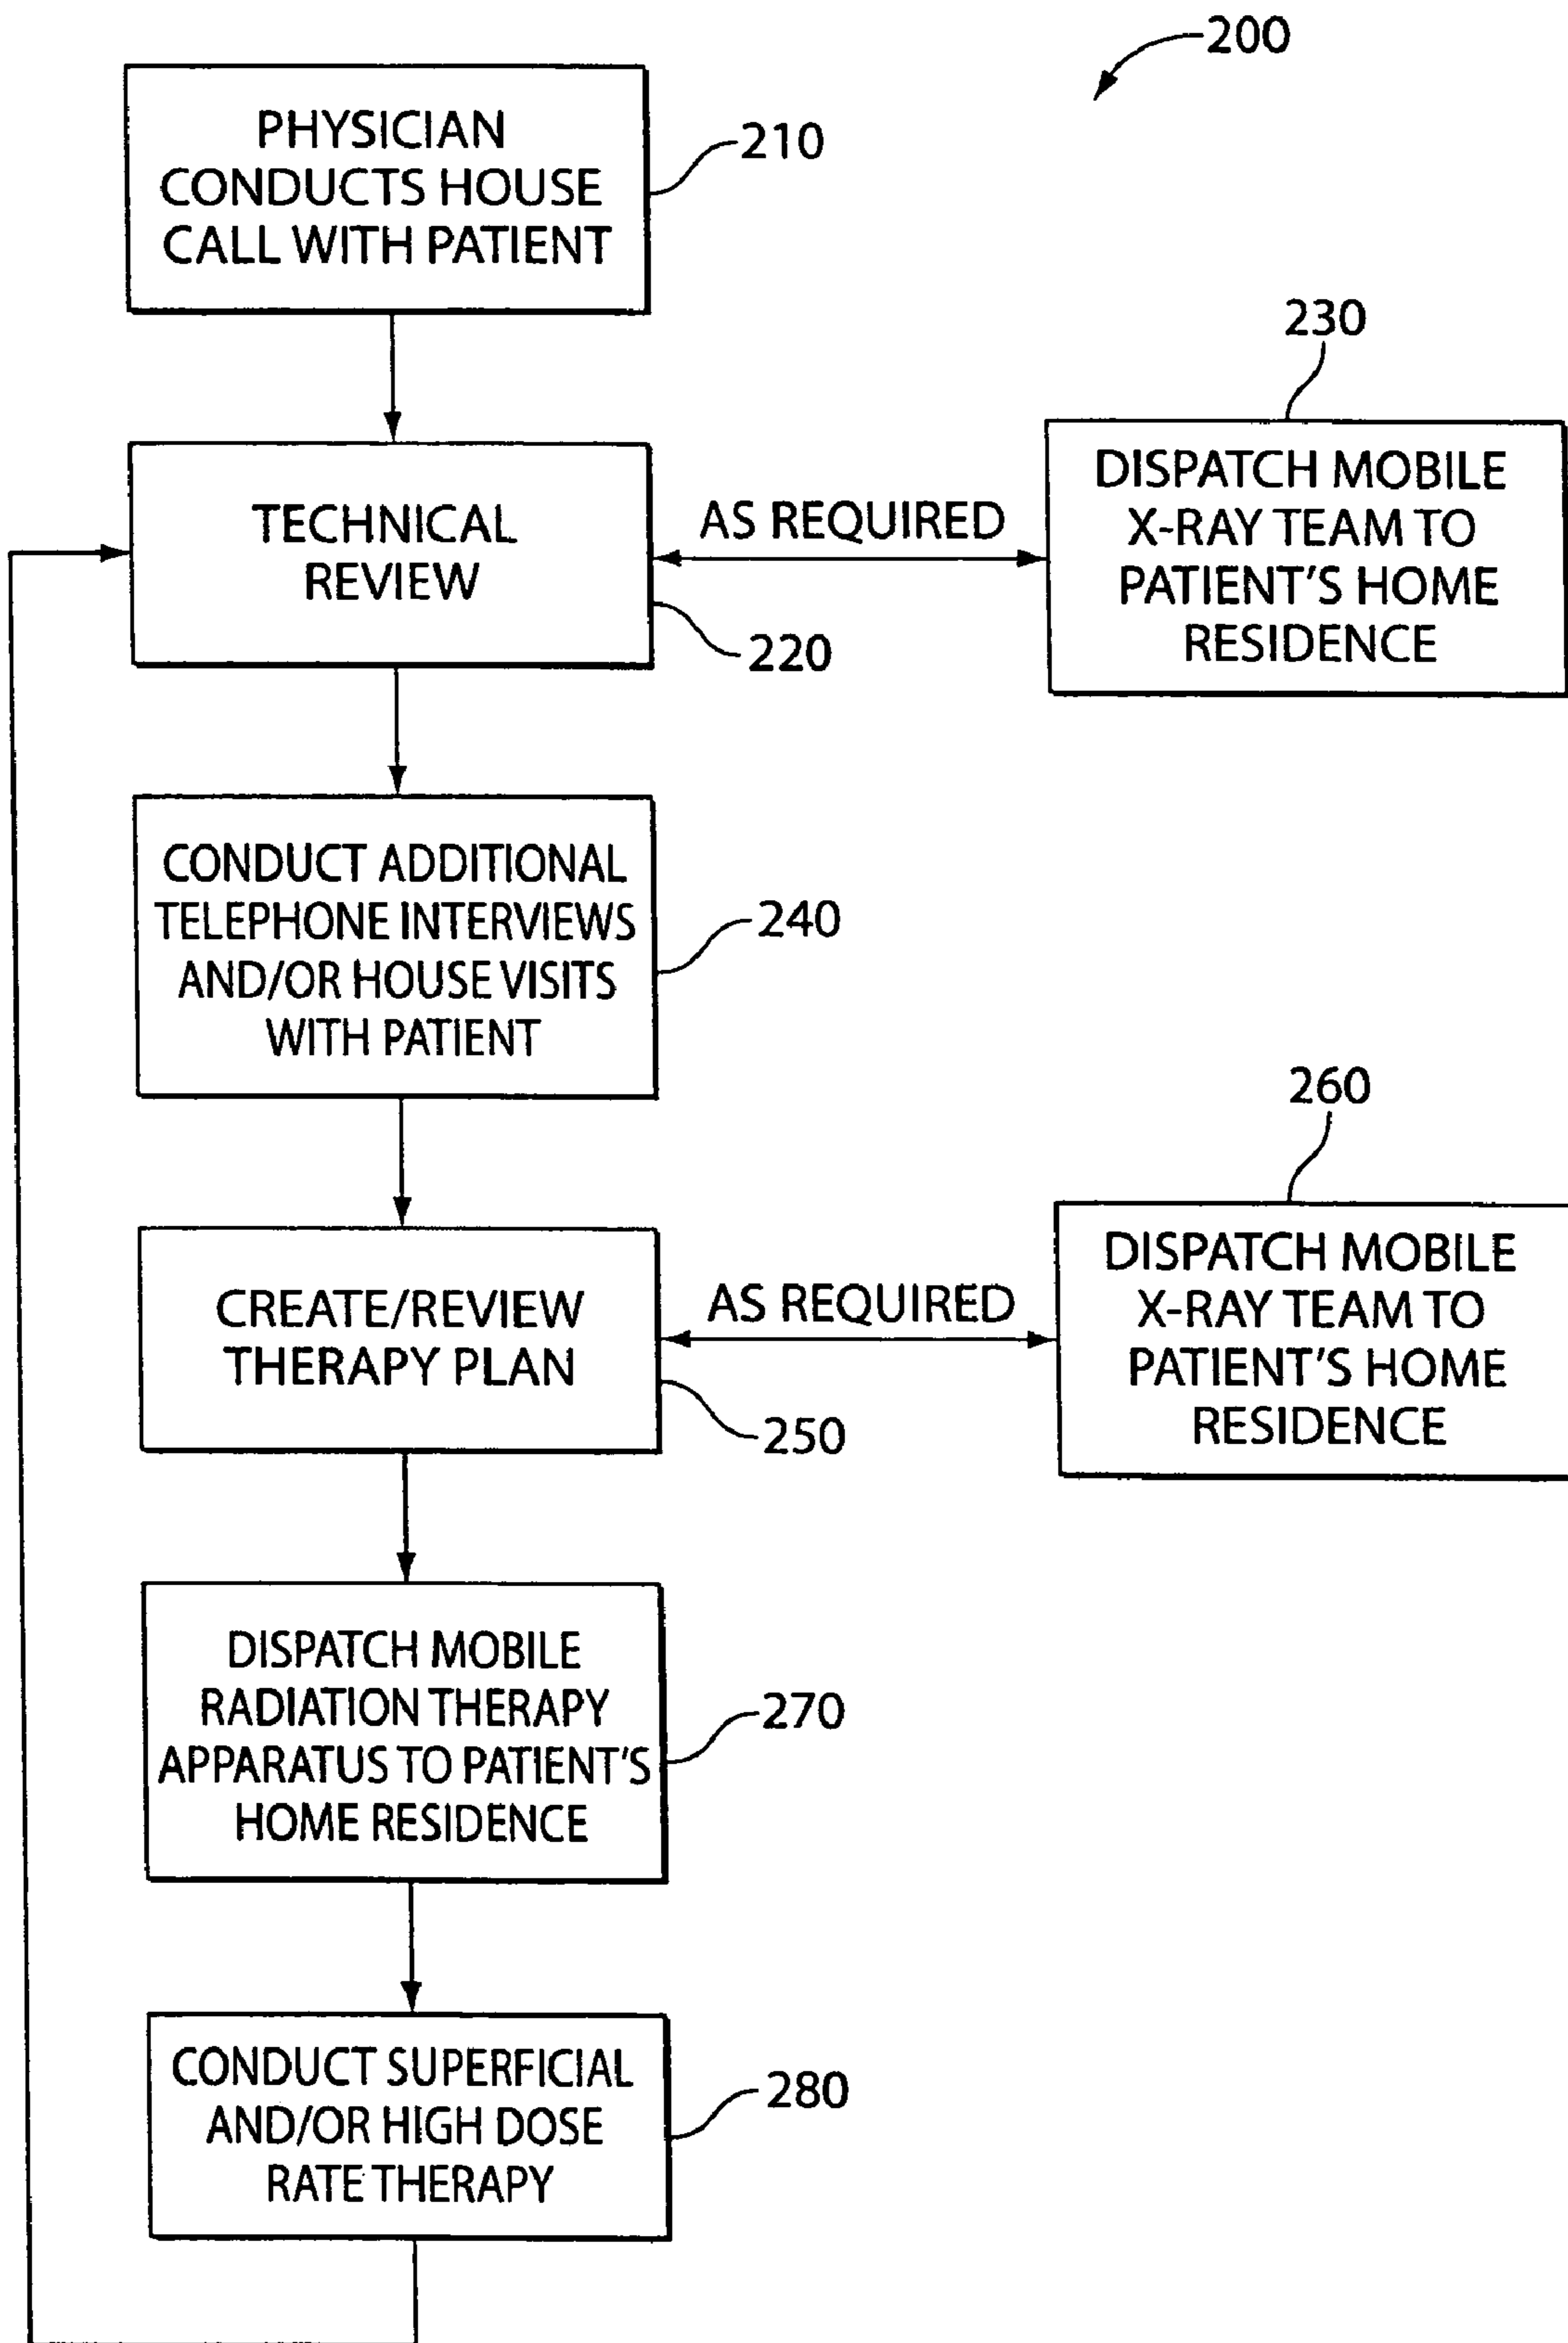 200
PHYSICIAN
CONDUCTS HOUSE
CALL WITH PATIENT
210
230
TECHNICAL
REVIEW
220
AS REQUIRED
DISPATCH MOBILE
X-RAY TEAM TO
PATIENT'S HOME
RESIDENCE
CONDUCT ADDITIONAL
TELEPHONE INTERVIEWS
AND/OR HOUSE VISITS
WITH PATIENT
240
260
CREATE/REVIEW
THERAPY PLAN
250
AS REQUIRED
DISPATCH MOBILE
X-RAY TEAM TO
PATIENT'S HOME
RESIDENCE
DISPATCH MOBILE
RADIATION THERAPY
APPARATUS TO PATIENT'S
HOME RESIDENCE
270
CONDUCT SUPERFICIAL
AND/OR HIGH DOSE
RATE THERAPY
280